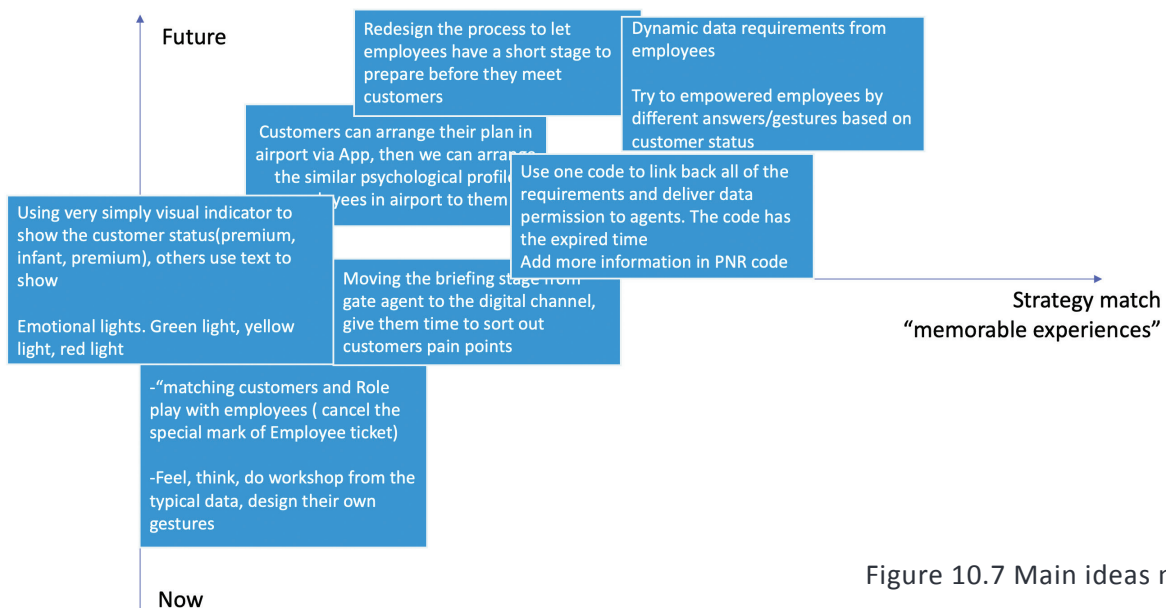 Future
Redesign the process to let
employees have a short stage to
prepare before they meet
customers
Dynamic data requirements from
employees
Try to empowered employees by
different answers/gestures based on
customer status
Customers can arrange their plan in
airport via App, then we can arrange
the similar psychological profile
in airport to them
Use one code to link back all of the
requirements and deliver data
permission to agents. The code has
the expired time
Add more information in PNR code
Using very simply visual indicator to
show the customer status(premium,
infant, premium), others use text to
show
Emotional lights. Green light, yellow
light, red light
Moving the briefing stage from
gate agent to the digital channel,
give them time to sort out
customers pain points
Strategy match
“memorable experiences”
-“matching customers and Role
play with employees ( cancel the
special mark of Employee ticket)
-Feel, think, do workshop from the
typical data, design their own
gestures
Now
Figure 10.7 Main ideas